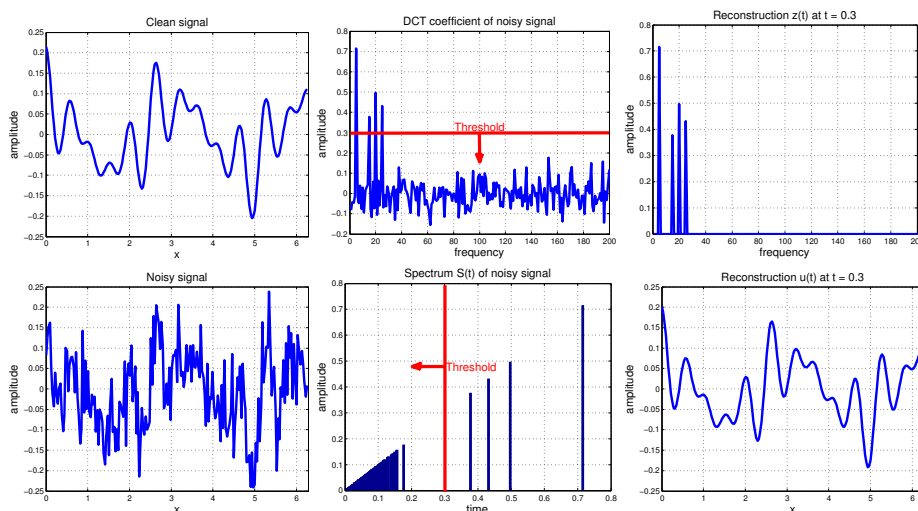 Clean signal
amplitude
0.25
0.2
0.15
0.1
0.05
0
−0.05
−0.1
−0.15
−0.2
0.25
0 1 2 3 4 5 6
x
DCT coefficient of noisy signal
amplitude
0.8
0.7
0.6
0.5
0.4
0.3
0.2
0.1
0
−0.1
−0.2
Threshold
0 20 40 60 80 100 120 140 160 180 200
frequency
Reconstruction z(t) at t = 0.3
amplitude
0.8
0.7
0.6
0.5
0.4
0.3
0.2
0.1
0
0 20 40 60 80 100 120 140 160 180 200
frequency
Noisy signal
amplitude
0.25
0.2
0.15
0.1
0.05
0
−0.05
−0.1
−0.15
−0.2
−0.25
0 1 2 3 4 5 6
x
Spectrum S(t) of noisy signal
amplitude
0.8
0.7
0.6
0.5
0.4
0.3
0.2
0.1
0
Threshold
0 0.1 0.2 0.3 0.4 0.5 0.6 0.7 0.8
time
Reconstruction u(t) at t = 0.3
amplitude
0.25
0.2
0.15
0.1
0.05
0
−0.05
−0.1
−0.15
−0.2
−0.25
0 1 2 3 4 5 6
x